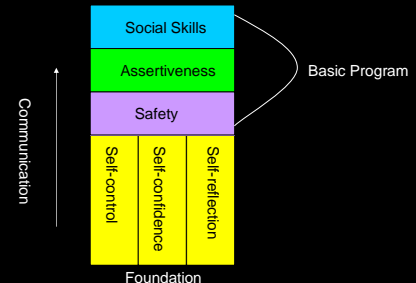 Social Skills
Assertiveness
Basic Program
Safety
Communication
Self-control
Self-confidence
Self-reflection
Foundation